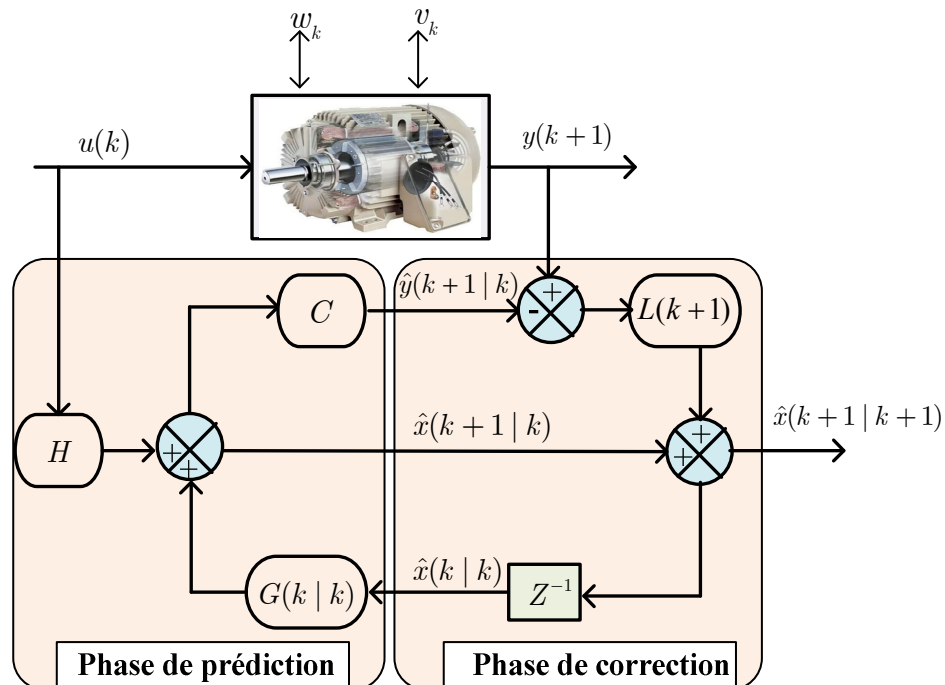 w_k
v_k
u(k)
y(k+1)
ŷ(k+1 | k)
+
-
C
L(k+1)
H
+
+
x̂(k+1 | k)
+
+
x̂(k+1 | k+1)
G(k | k)
x̂(k | k)
Z⁻¹
Phase de prédiction
Phase de correction